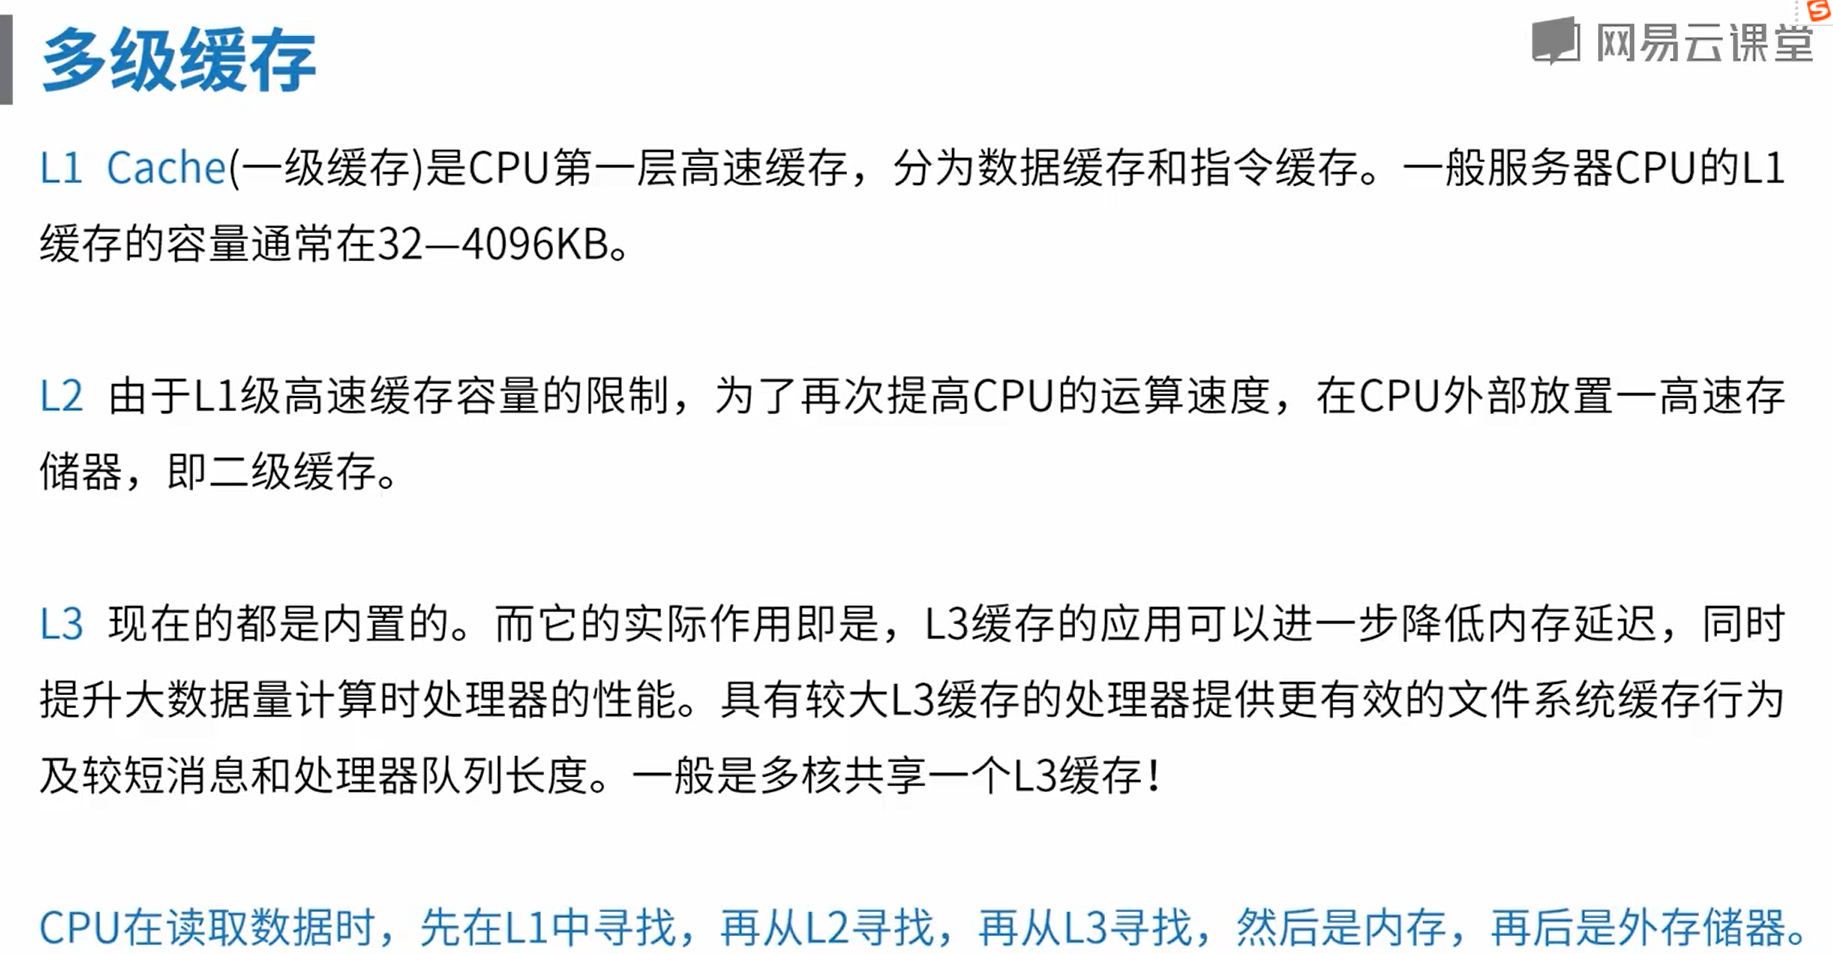 多级缓存
网易云课堂
L1 Cache(一级缓存)是CPU第一层高速缓存，分为数据缓存和指令缓存。一般服务器CPU的L1
缓存的容量通常在32—4096KB。
L2 由于L1级高速缓存容量的限制，为了再次提高CPU的运算速度，在CPU外部放置一高速存
储器，即二级缓存。
L3 现在的都是内置的。而它的实际作用即是，L3缓存的应用可以进一步降低内存延迟，同时
提升大数据量计算时处理器的性能。具有较大L3缓存的处理器提供更有效的文件系统缓存行为
及较短消息和处理器队列长度。一般是多核共享一个L3缓存！
CPU在读取数据时，先在L1中寻找，再从L2寻找，再从L3寻找，然后是内存，再后是外存储器。